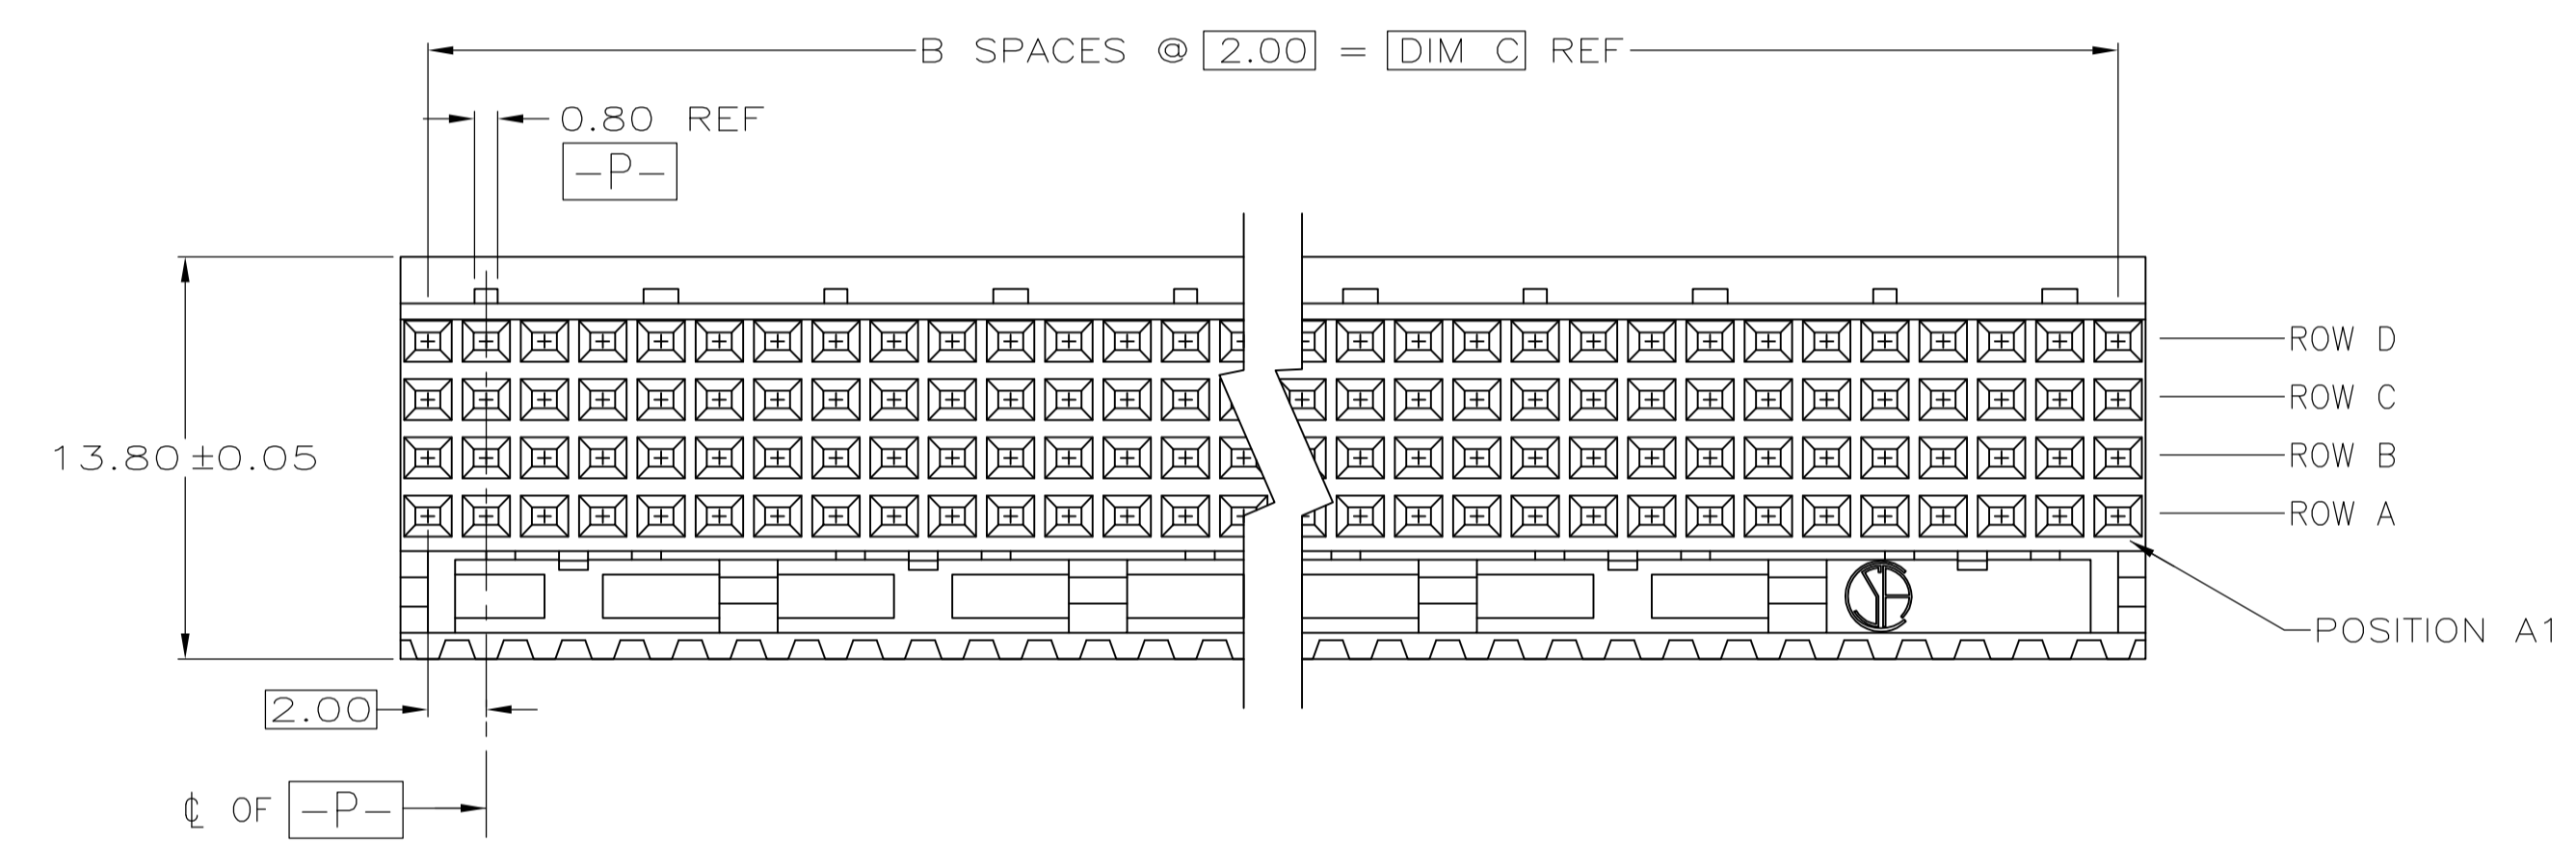 B SPACES @ 2.00 = DIM C REF
0.80 REF
-P-
ROW D
ROW C
13.80±0.05
ROW B
ROW A
POSITION A1
2.00
℄ OF -P-